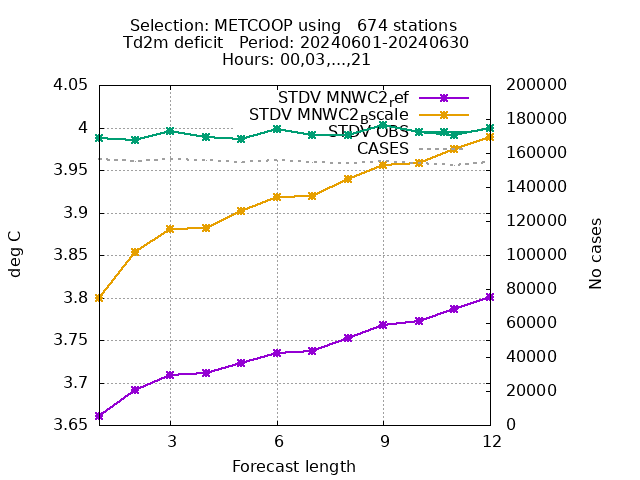 Selection: METCOOP using   674 stations
Td2m deficit   Period: 20240601-20240630
Hours: 00,03,...,21
4.05
4
3.95
3.9
3.85
3.8
3.75
3.7
3.65
200000
180000
160000
140000
120000
100000
80000
60000
40000
20000
0
STDV MNWC2_ref
STDV MNWC2_Bscale
STDV OBS
CASES
deg C
No cases
3 6 9 12
Forecast length